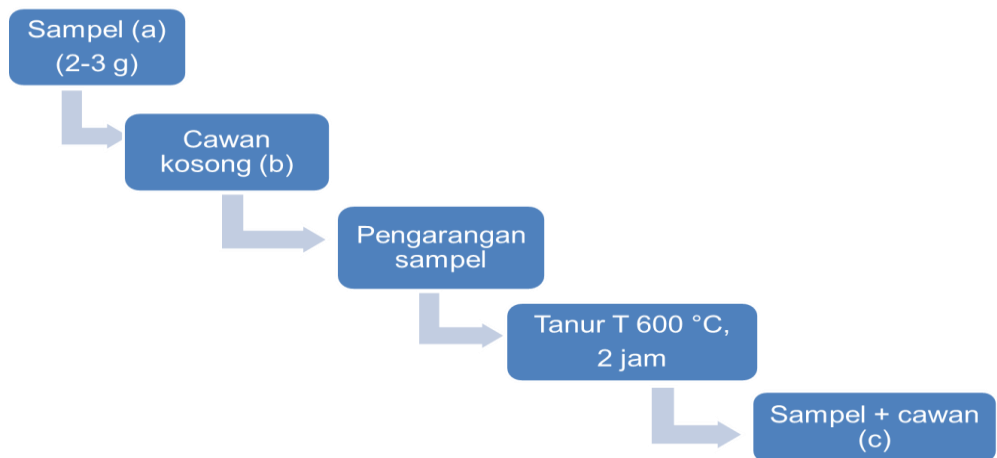 Sampel (a)
(2-3 g)
Cawan
kosong (b)
Pengarangan
sampel
Tanur T 600 °C,
2 jam
Sampel + cawan
(c)